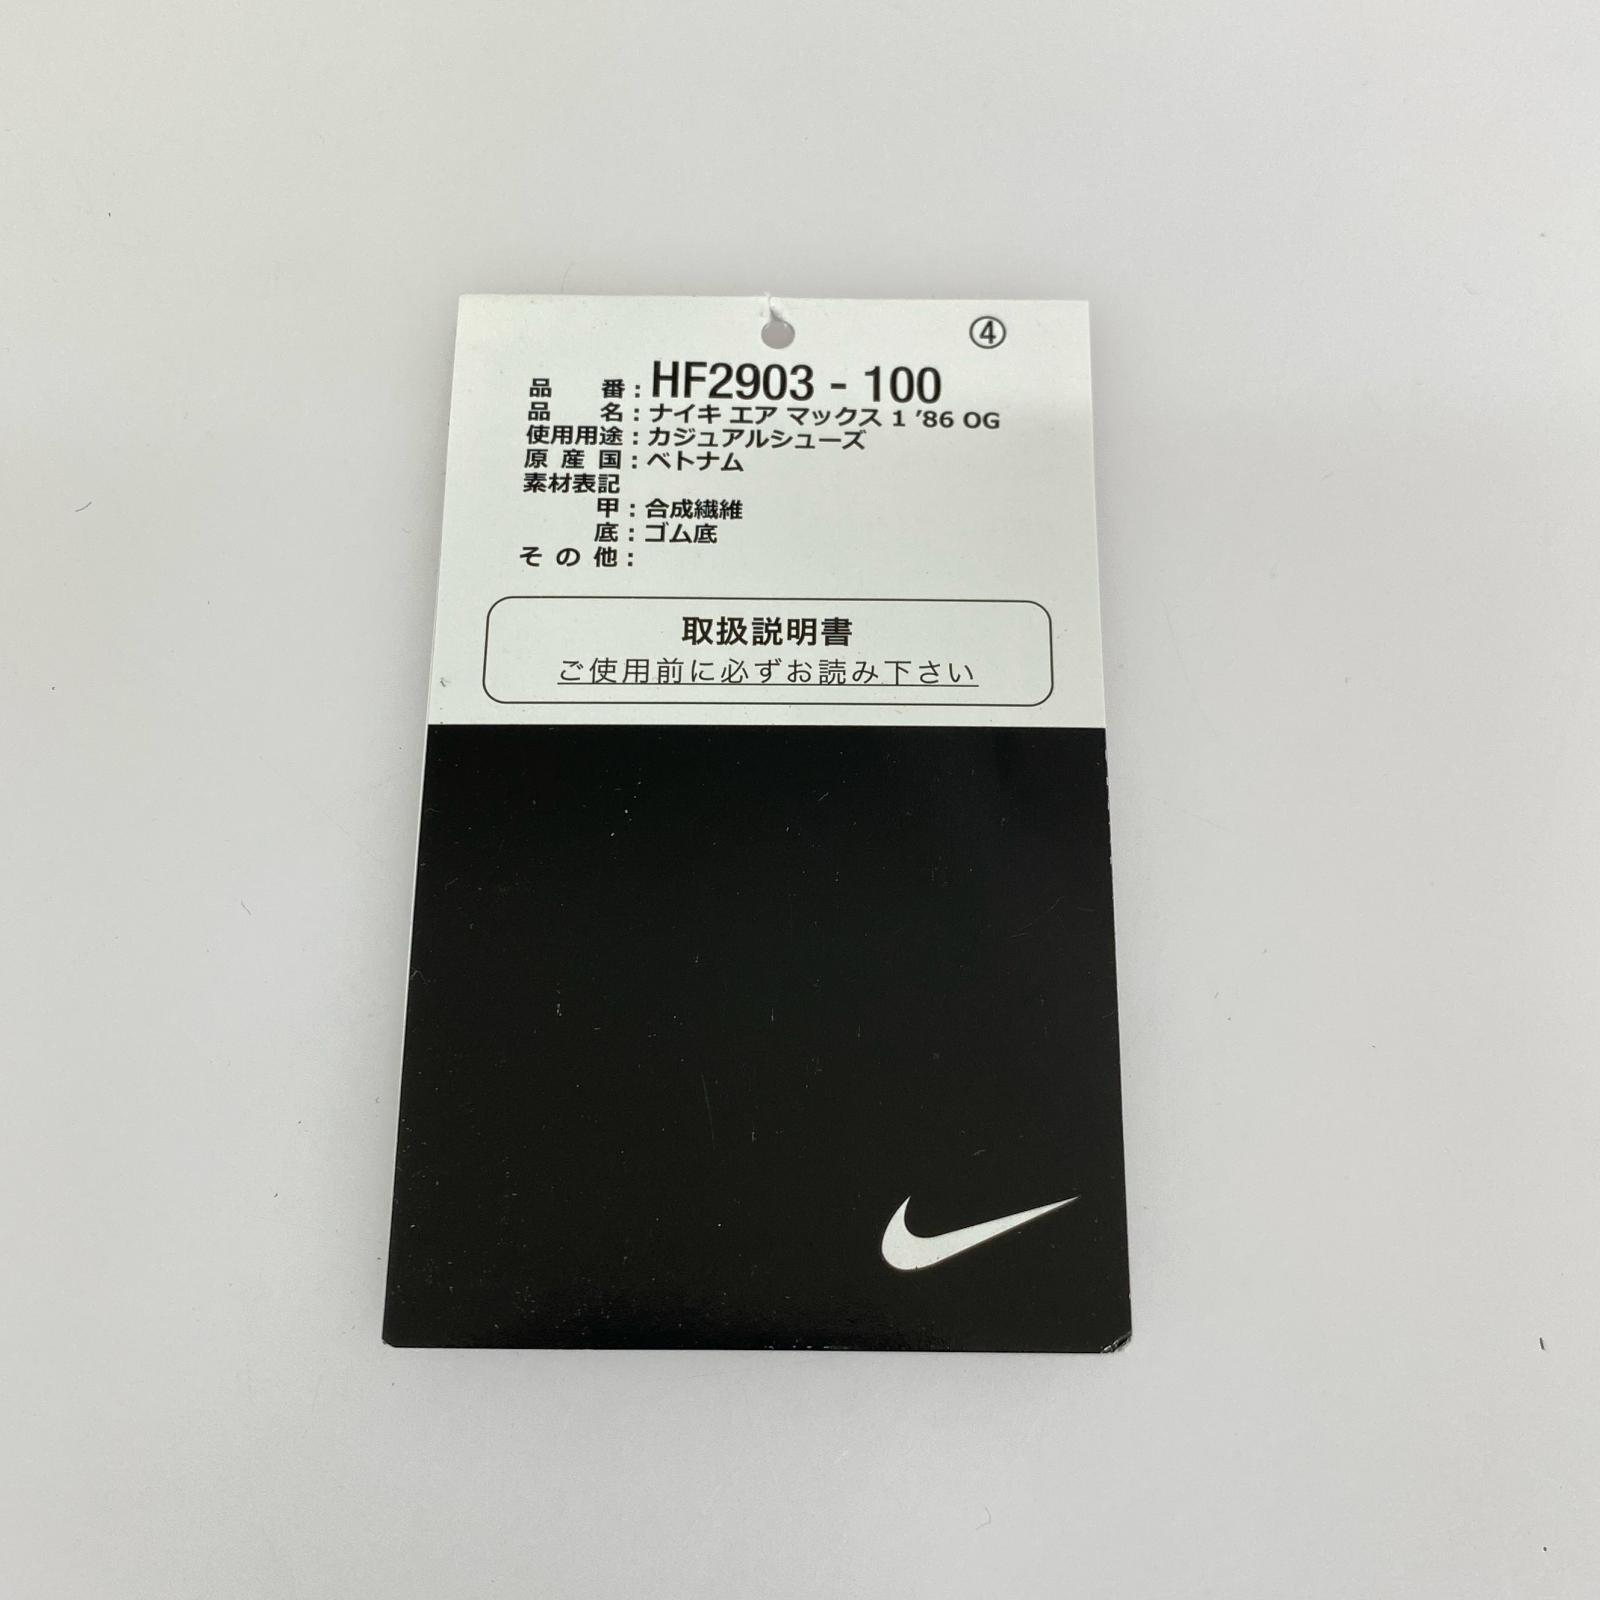 ④
品番：HF2903 - 100
品名：ナイキ エア マックス 1 ’86 OG
使用用途：カジュアルシューズ
原産国：ベトナム
素材表記
甲：合成繊維
底：ゴム底
その他：
取扱説明書
ご使用前に必ずお読み下さい